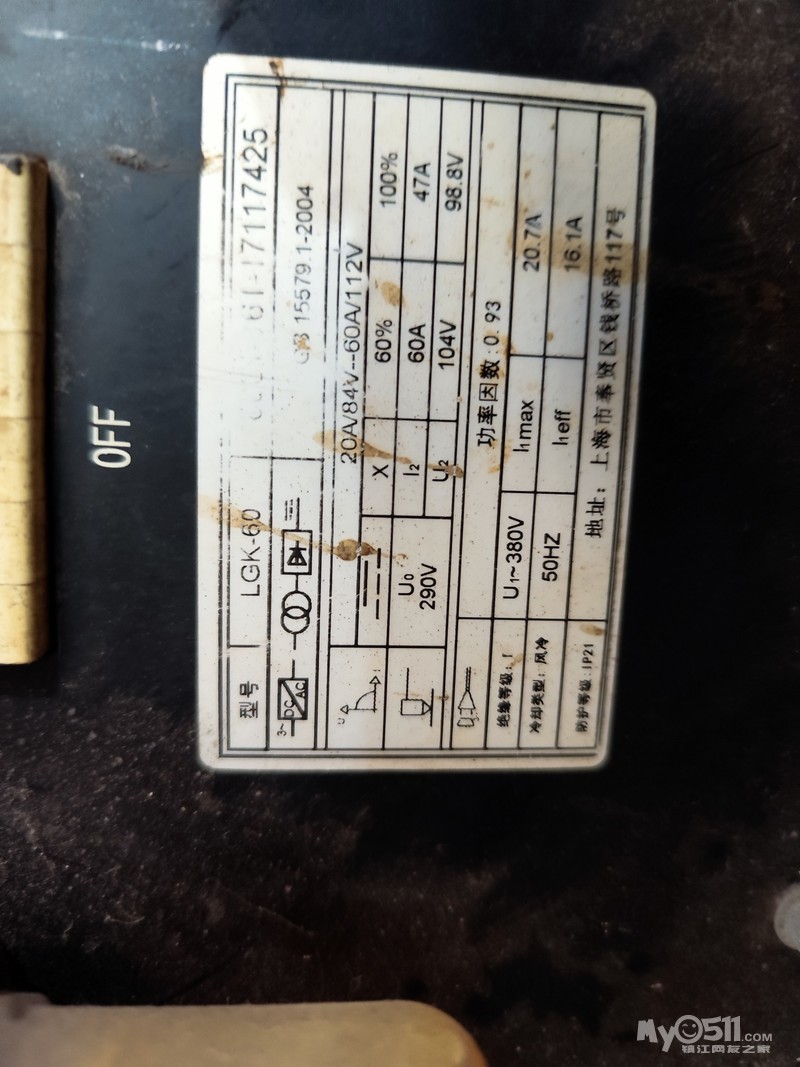 OFF
型号 LGK-60
17117425
3~ DC AC
15579.1-2004
20A/84V--60A/112V
X 60% 100%
U₀ 290V
I₂ 60A 47A
U₂ 104V 98.8V
功率因数:0.93
绝缘等级: I
U₁~380V
I₁max 20.7A
冷却类型: 风冷
50HZ
I₁eff 16.1A
防护等级:IP21
地址: 上海市奉贤区钱桥路117号
My0511.COM
镇江网友之家